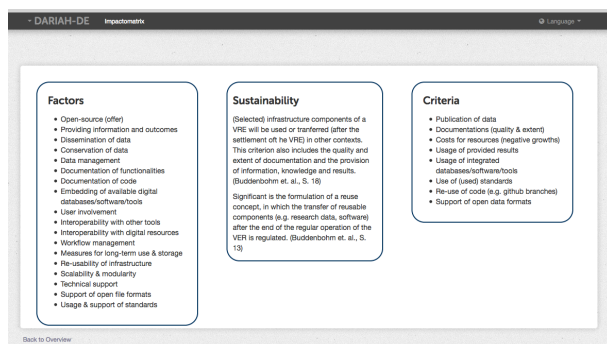 DARIAH-DE Impactomatrix Language
Factors
Open-source (offer)
Providing information and outcomes
Dissemination of data
Conservation of data
Data management
Documentation of functionalities
Documentation of code
Embedding of available digital
databases/software/tools
User involvement
Interoperability with other tools
Interoperability with digital resources
Workflow management
Measures for long-term use & storage
Re-usability of infrastructure
Scalability & modularity
Technical support
Support of open file formats
Usage & support of standards
Sustainability
(Selected) infrastructure components of a
VRE will be used or tranferred (after the
settlement oft he VRE) in other contexts.
This criterion also includes the quality and
extent of documentation and the provision
of information, knowledge and results.
(Buddenbohm et. al., S. 18)
Significant is the formulation of a reuse
concept, in which the transfer of reusable
components (e.g. research data, software)
after the end of the regular operation of the
VER is regulated. (Buddenbohm et. al., S.
13)
Criteria
Publication of data
Documentations (quality & extent)
Costs for resources (negative growths)
Usage of provided results
Usage of integrated
databases/software/tools
Use of (used) standards
Re-use of code (e.g. github branches)
Support of open data formats
Back to Overview